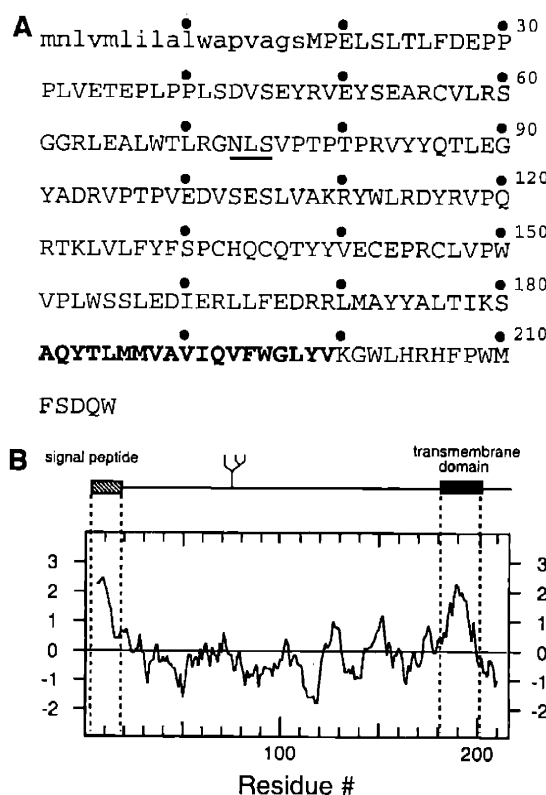 A
mnlvmlilalwapvagsMPELSLTLFDEPP 30
PLVETEPLPPLSDVSEYRVEYSEARCVLRS 60
GGRLEALWTLRGNLSVPTPTPRVYYQTLEG 90
YADRVPTPVEDVSESLVAKRYWLRDYRVPQ 120
RTKLVLFYFSPCHQCQTYYVECEPRCLVPW 150
VPLWSSLEDIERLLFEDRRLMAYYALTIKS 180
AQYTLMMVAVIQVFWGLYVKGWLHRHFPWM 210
FSDQW
B
signal peptide
transmembrane
domain
3 3
2 2
1 1
0 0
-1 -1
-2 -2
100 200
Residue #